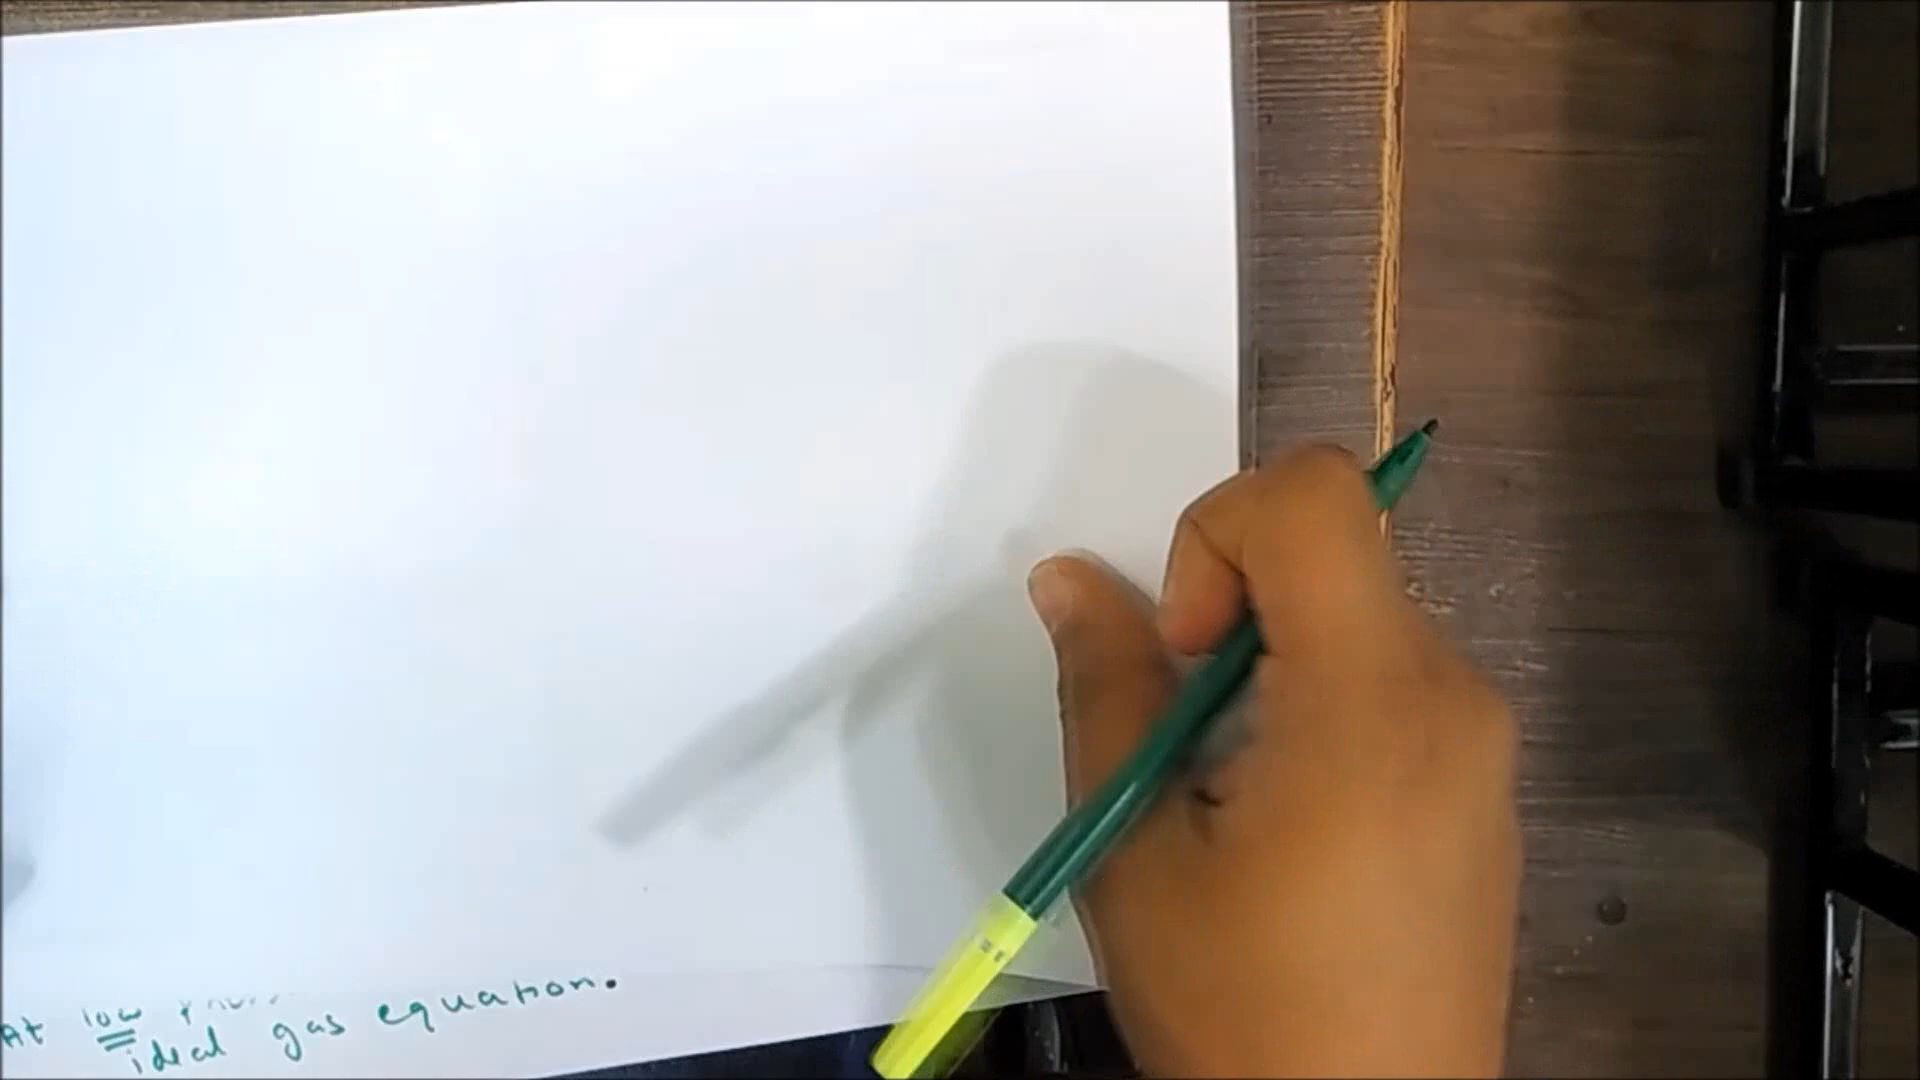 At low
ideal gas equation.